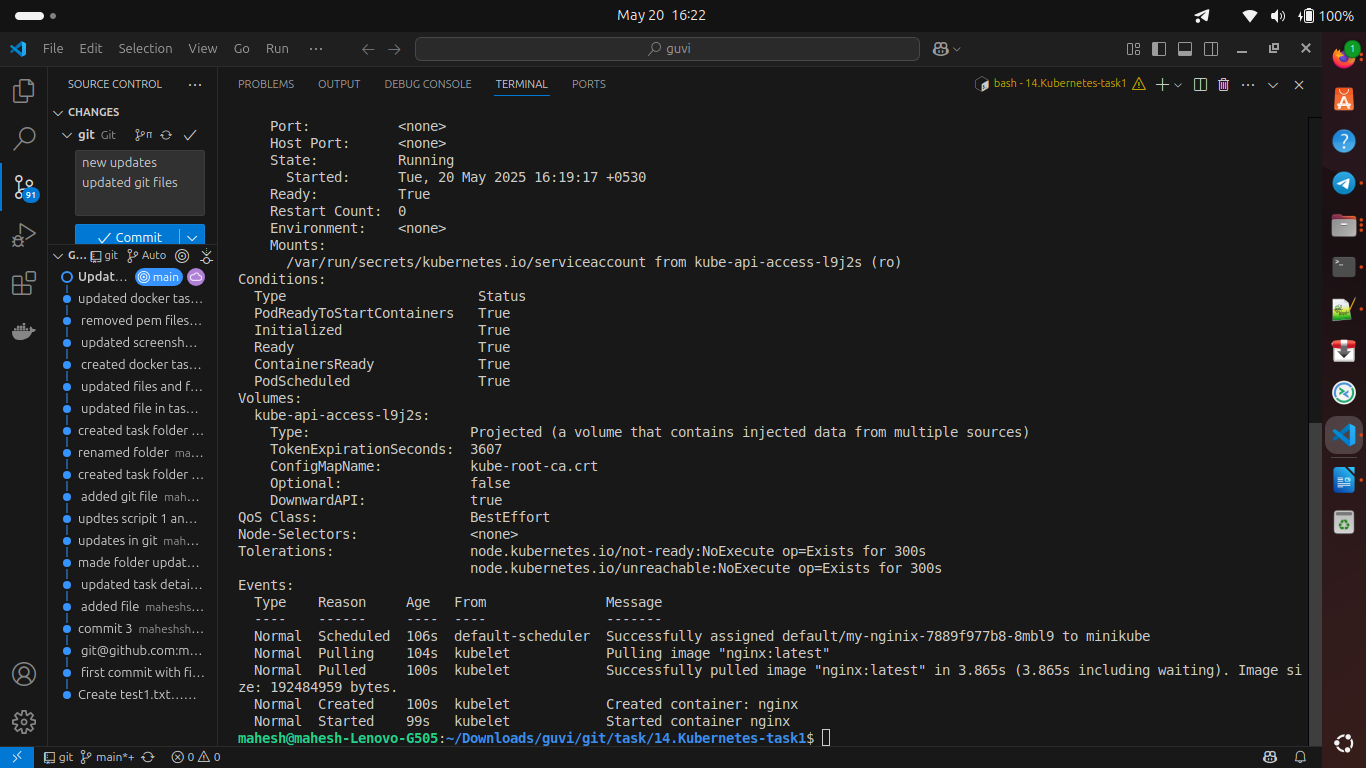 May 20 16:22
100%
File Edit Selection View Go Run ···
guvi
1
SOURCE CONTROL ···
CHANGES
git Git
new updates
updated git files
91
Commit
G... git Auto
Updat... main
updated docker tas...
removed pem files...
updated screensh...
created docker tas...
updated files and f...
updated file in tas...
created task folder ...
renamed folder ma...
created task folder ...
added git file mah...
updtes scripit 1 an...
updates in git mah...
made folder updat...
updated task detai...
added file maheshs...
commit 3 maheshsh...
git@github.com:m...
first commit with fi...
Create test1.txt......
PROBLEMS OUTPUT DEBUG CONSOLE TERMINAL PORTS
bash - 14.Kubernetes-task1
Port: <none>
Host Port: <none>
State: Running
Started: Tue, 20 May 2025 16:19:17 +0530
Ready: True
Restart Count: 0
Environment: <none>
Mounts:
/var/run/secrets/kubernetes.io/serviceaccount from kube-api-access-l9j2s (ro)
Conditions:
Type Status
PodReadyToStartContainers True
Initialized True
Ready True
ContainersReady True
PodScheduled True
Volumes:
kube-api-access-l9j2s:
Type: Projected (a volume that contains injected data from multiple sources)
TokenExpirationSeconds: 3607
ConfigMapName: kube-root-ca.crt
Optional: false
DownwardAPI: true
QoS Class: BestEffort
Node-Selectors: <none>
Tolerations: node.kubernetes.io/not-ready:NoExecute op=Exists for 300s
node.kubernetes.io/unreachable:NoExecute op=Exists for 300s
Events:
Type Reason Age From Message
---- ------ ---- ---- -------
Normal Scheduled 106s default-scheduler Successfully assigned default/my-nginix-7889f977b8-8mbl9 to minikube
Normal Pulling 104s kubelet Pulling image "nginx:latest"
Normal Pulled 100s kubelet Successfully pulled image "nginx:latest" in 3.865s (3.865s including waiting). Image si
ze: 192484959 bytes.
Normal Created 100s kubelet Created container: nginx
Normal Started 99s kubelet Started container nginx
mahesh@mahesh-Lenovo-G505:~/Downloads/guvi/git/task/14.Kubernetes-task1$
git main*+ 0 0